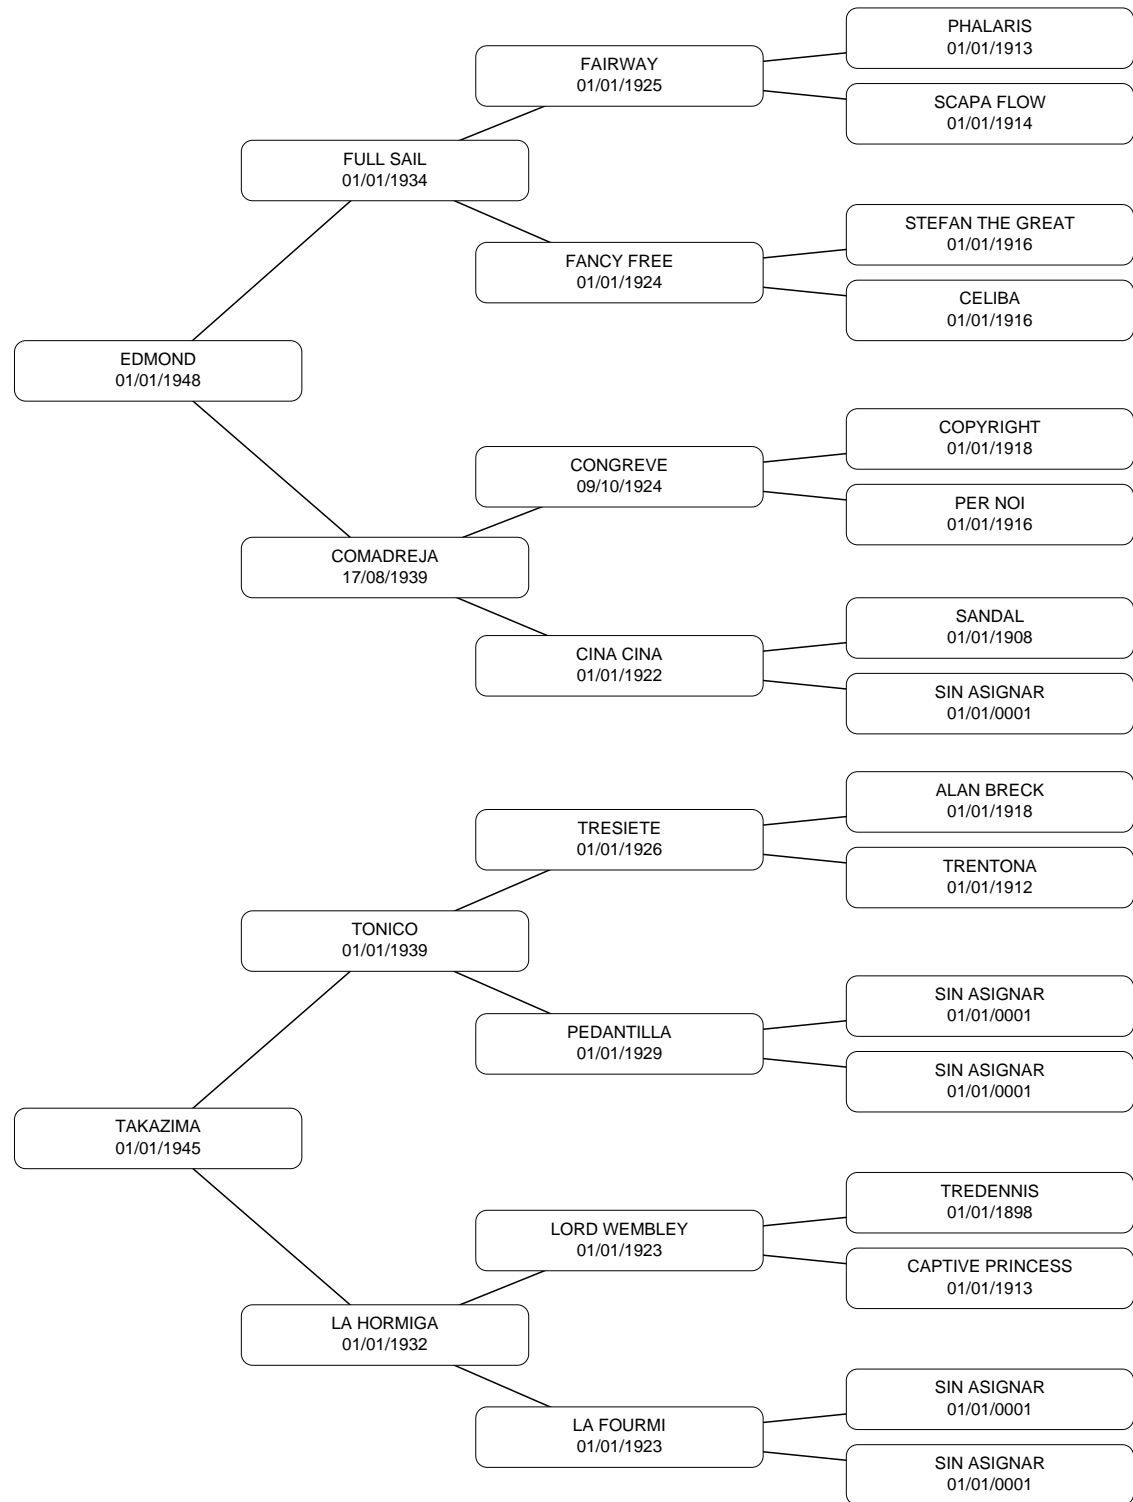 PHALARIS
01/01/1913
FAIRWAY
01/01/1925
SCAPA FLOW
01/01/1914
FULL SAIL
01/01/1934
STEFAN THE GREAT
01/01/1916
FANCY FREE
01/01/1924
CELIBA
01/01/1916
EDMOND
01/01/1948
COPYRIGHT
01/01/1918
CONGREVE
09/10/1924
PER NOI
01/01/1916
COMADREJA
17/08/1939
SANDAL
01/01/1908
CINA CINA
01/01/1922
SIN ASIGNAR
01/01/0001
ALAN BRECK
01/01/1918
TRESIETE
01/01/1926
TRENTONA
01/01/1912
TONICO
01/01/1939
SIN ASIGNAR
01/01/0001
PEDANTILLA
01/01/1929
SIN ASIGNAR
01/01/0001
TAKAZIMA
01/01/1945
TREDENNIS
01/01/1898
LORD WEMBLEY
01/01/1923
CAPTIVE PRINCESS
01/01/1913
LA HORMIGA
01/01/1932
SIN ASIGNAR
01/01/0001
LA FOURMI
01/01/1923
SIN ASIGNAR
01/01/0001